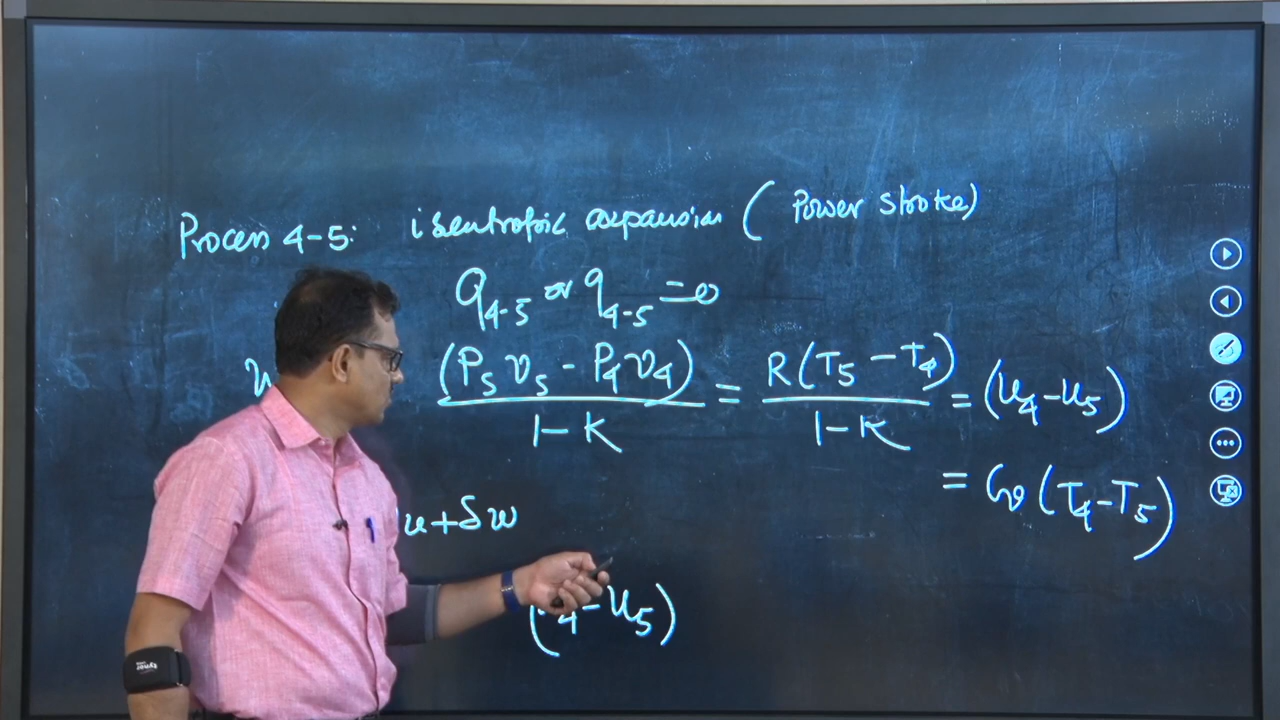 Process 4-5: isentropic expansion ( Power stroke)
Q4-5 or q4-5 = 0
(P5 v5 - P4 v4) / 1-K = R(T5 - T4) / 1-K = (u4 - u5)
= Cv (T4 - T5)
u + δw
4 - u5)